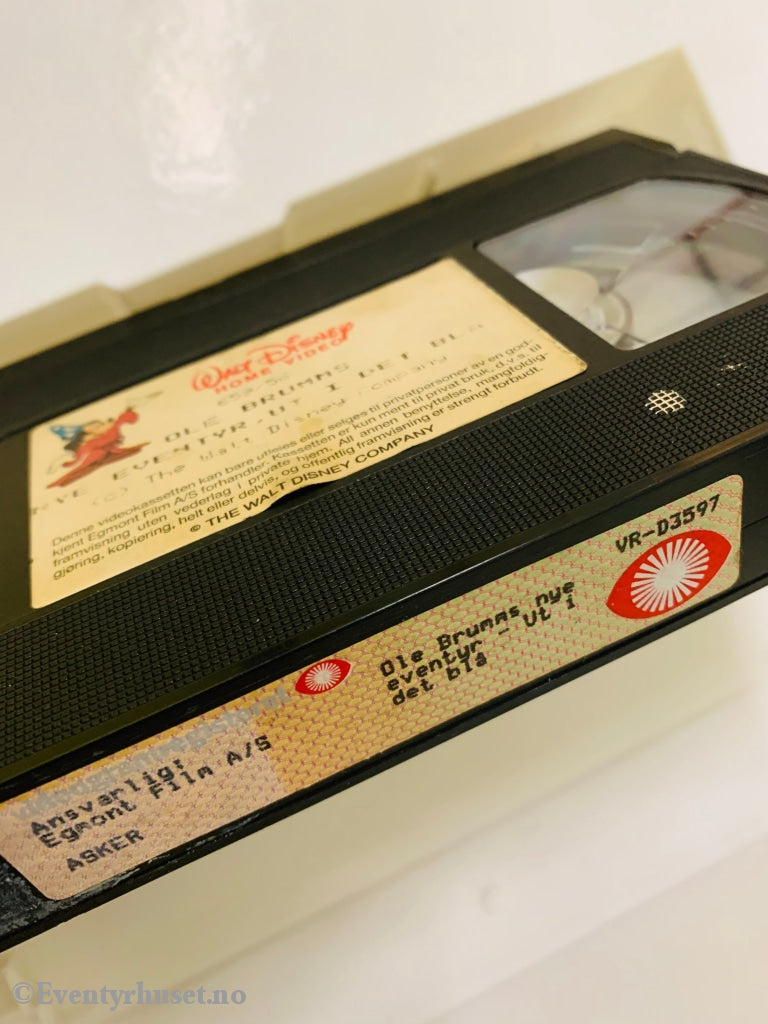 WALT DISNEY
HOME VIDEO
OLE BRUMMS
NYE EVENTYR/UT I DET BLÅ
(c) The Walt Disney Company
Denne videokassetten kan bare utleies eller selges til privatpersoner av en god-
kjent Egmont Film A/S forhandler. Kassetten er kun ment til privat bruk, d.v.s. til
framvisning uten vederlag i private hjem. All annen benyttelse, mangfoldig-
gjøring, kopiering, helt eller delvis, og offentlig framvisning er strengt forbudt.
© THE WALT DISNEY COMPANY
VR-D3597
Ole Brumms nye
eventyr - Ut i
det blå
Ansvarlig:
Egmont Film A/S
ASKER
©Eventyrhuset.no